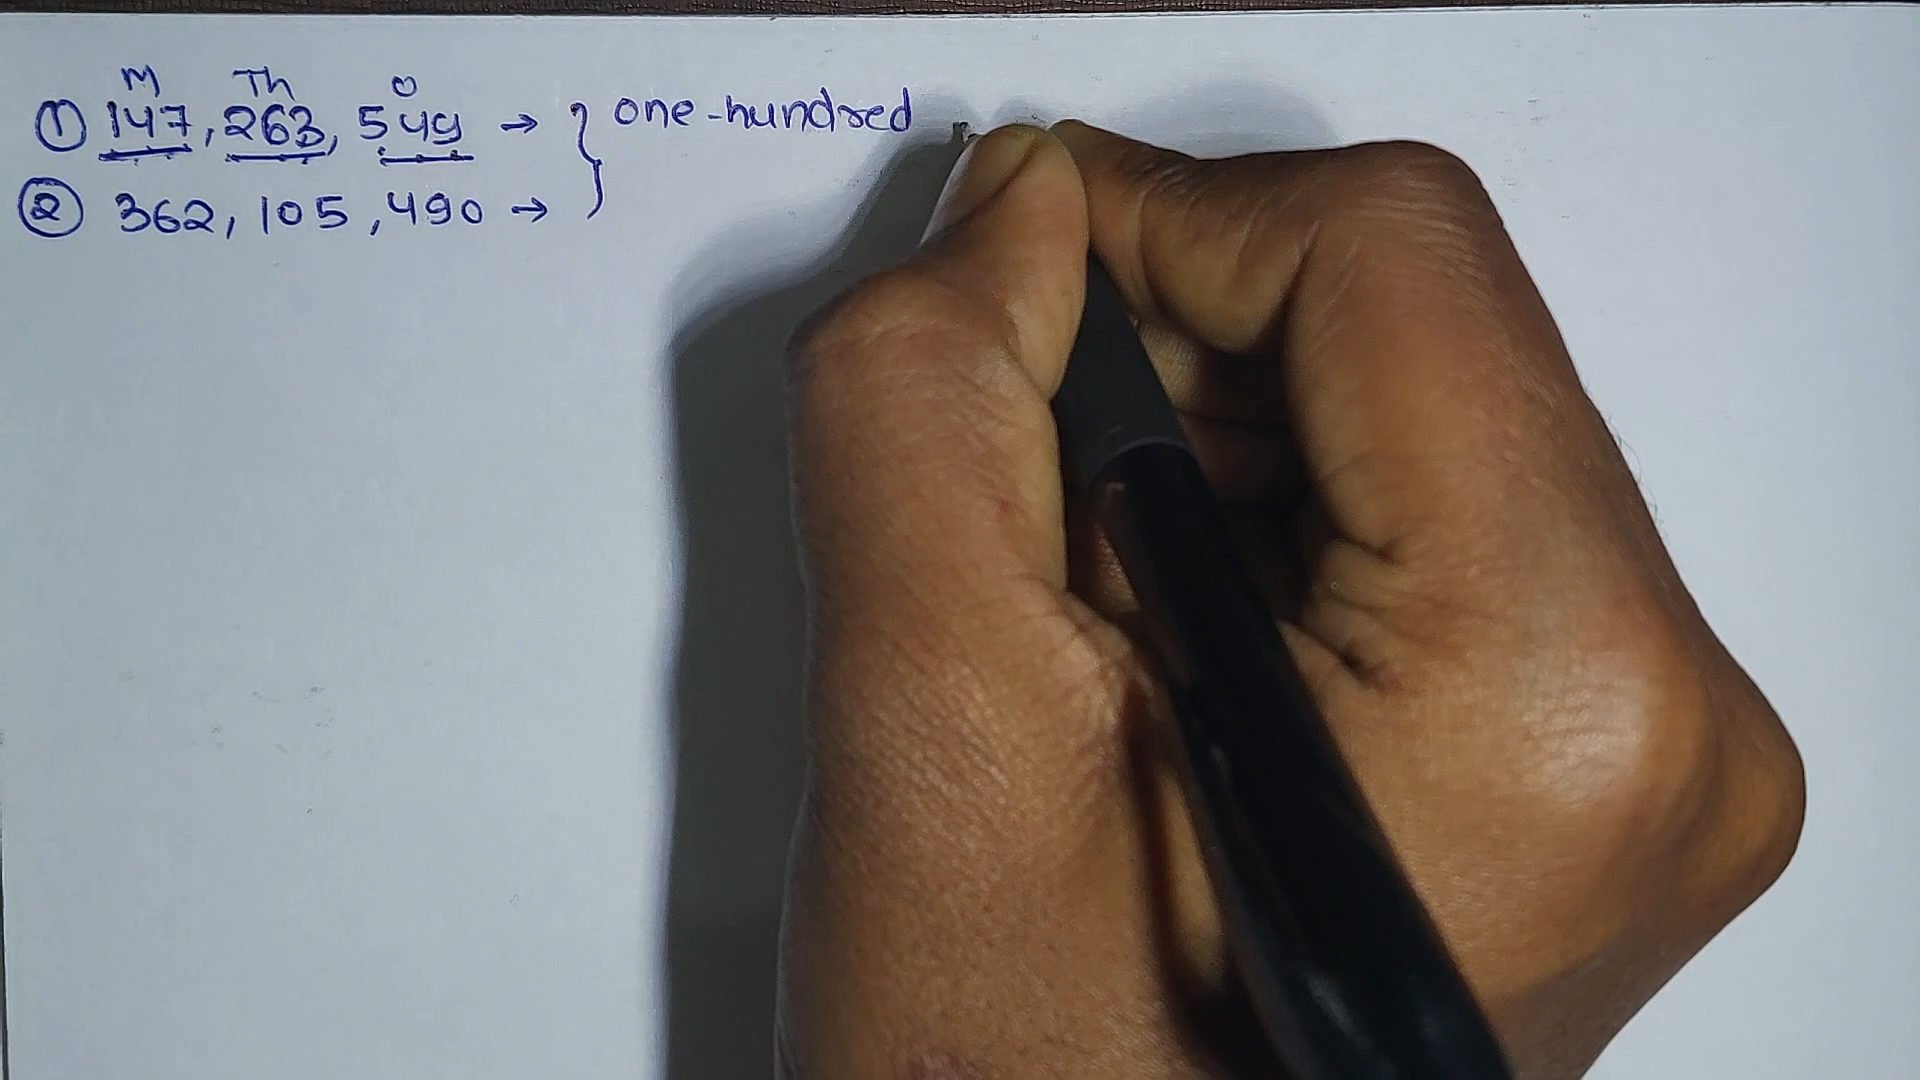 M Th O
① 147, 263, 549 → } one-hundred
② 362, 105, 490 →